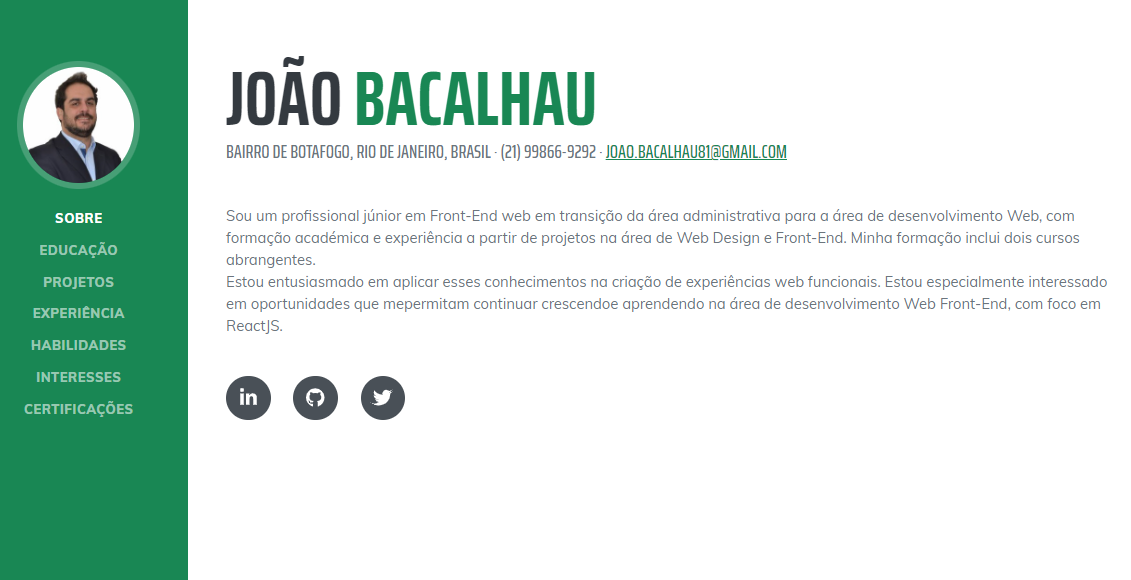 JOÃO BACALHAU
BAIRRO DE BOTAFOGO, RIO DE JANEIRO, BRASIL · (21) 99866-9292 · JOAO.BACALHAU81@GMAIL.COM
SOBRE
EDUCAÇÃO
PROJETOS
EXPERIÊNCIA
HABILIDADES
INTERESSES
CERTIFICAÇÕES
Sou um profissional júnior em Front-End web em transição da área administrativa para a área de desenvolvimento Web, com
formação académica e experiência a partir de projetos na área de Web Design e Front-End. Minha formação inclui dois cursos
abrangentes.
Estou entusiasmado em aplicar esses conhecimentos na criação de experiências web funcionais. Estou especialmente interessado
em oportunidades que mepermitam continuar crescendoe aprendendo na área de desenvolvimento Web Front-End, com foco em
ReactJS.
in